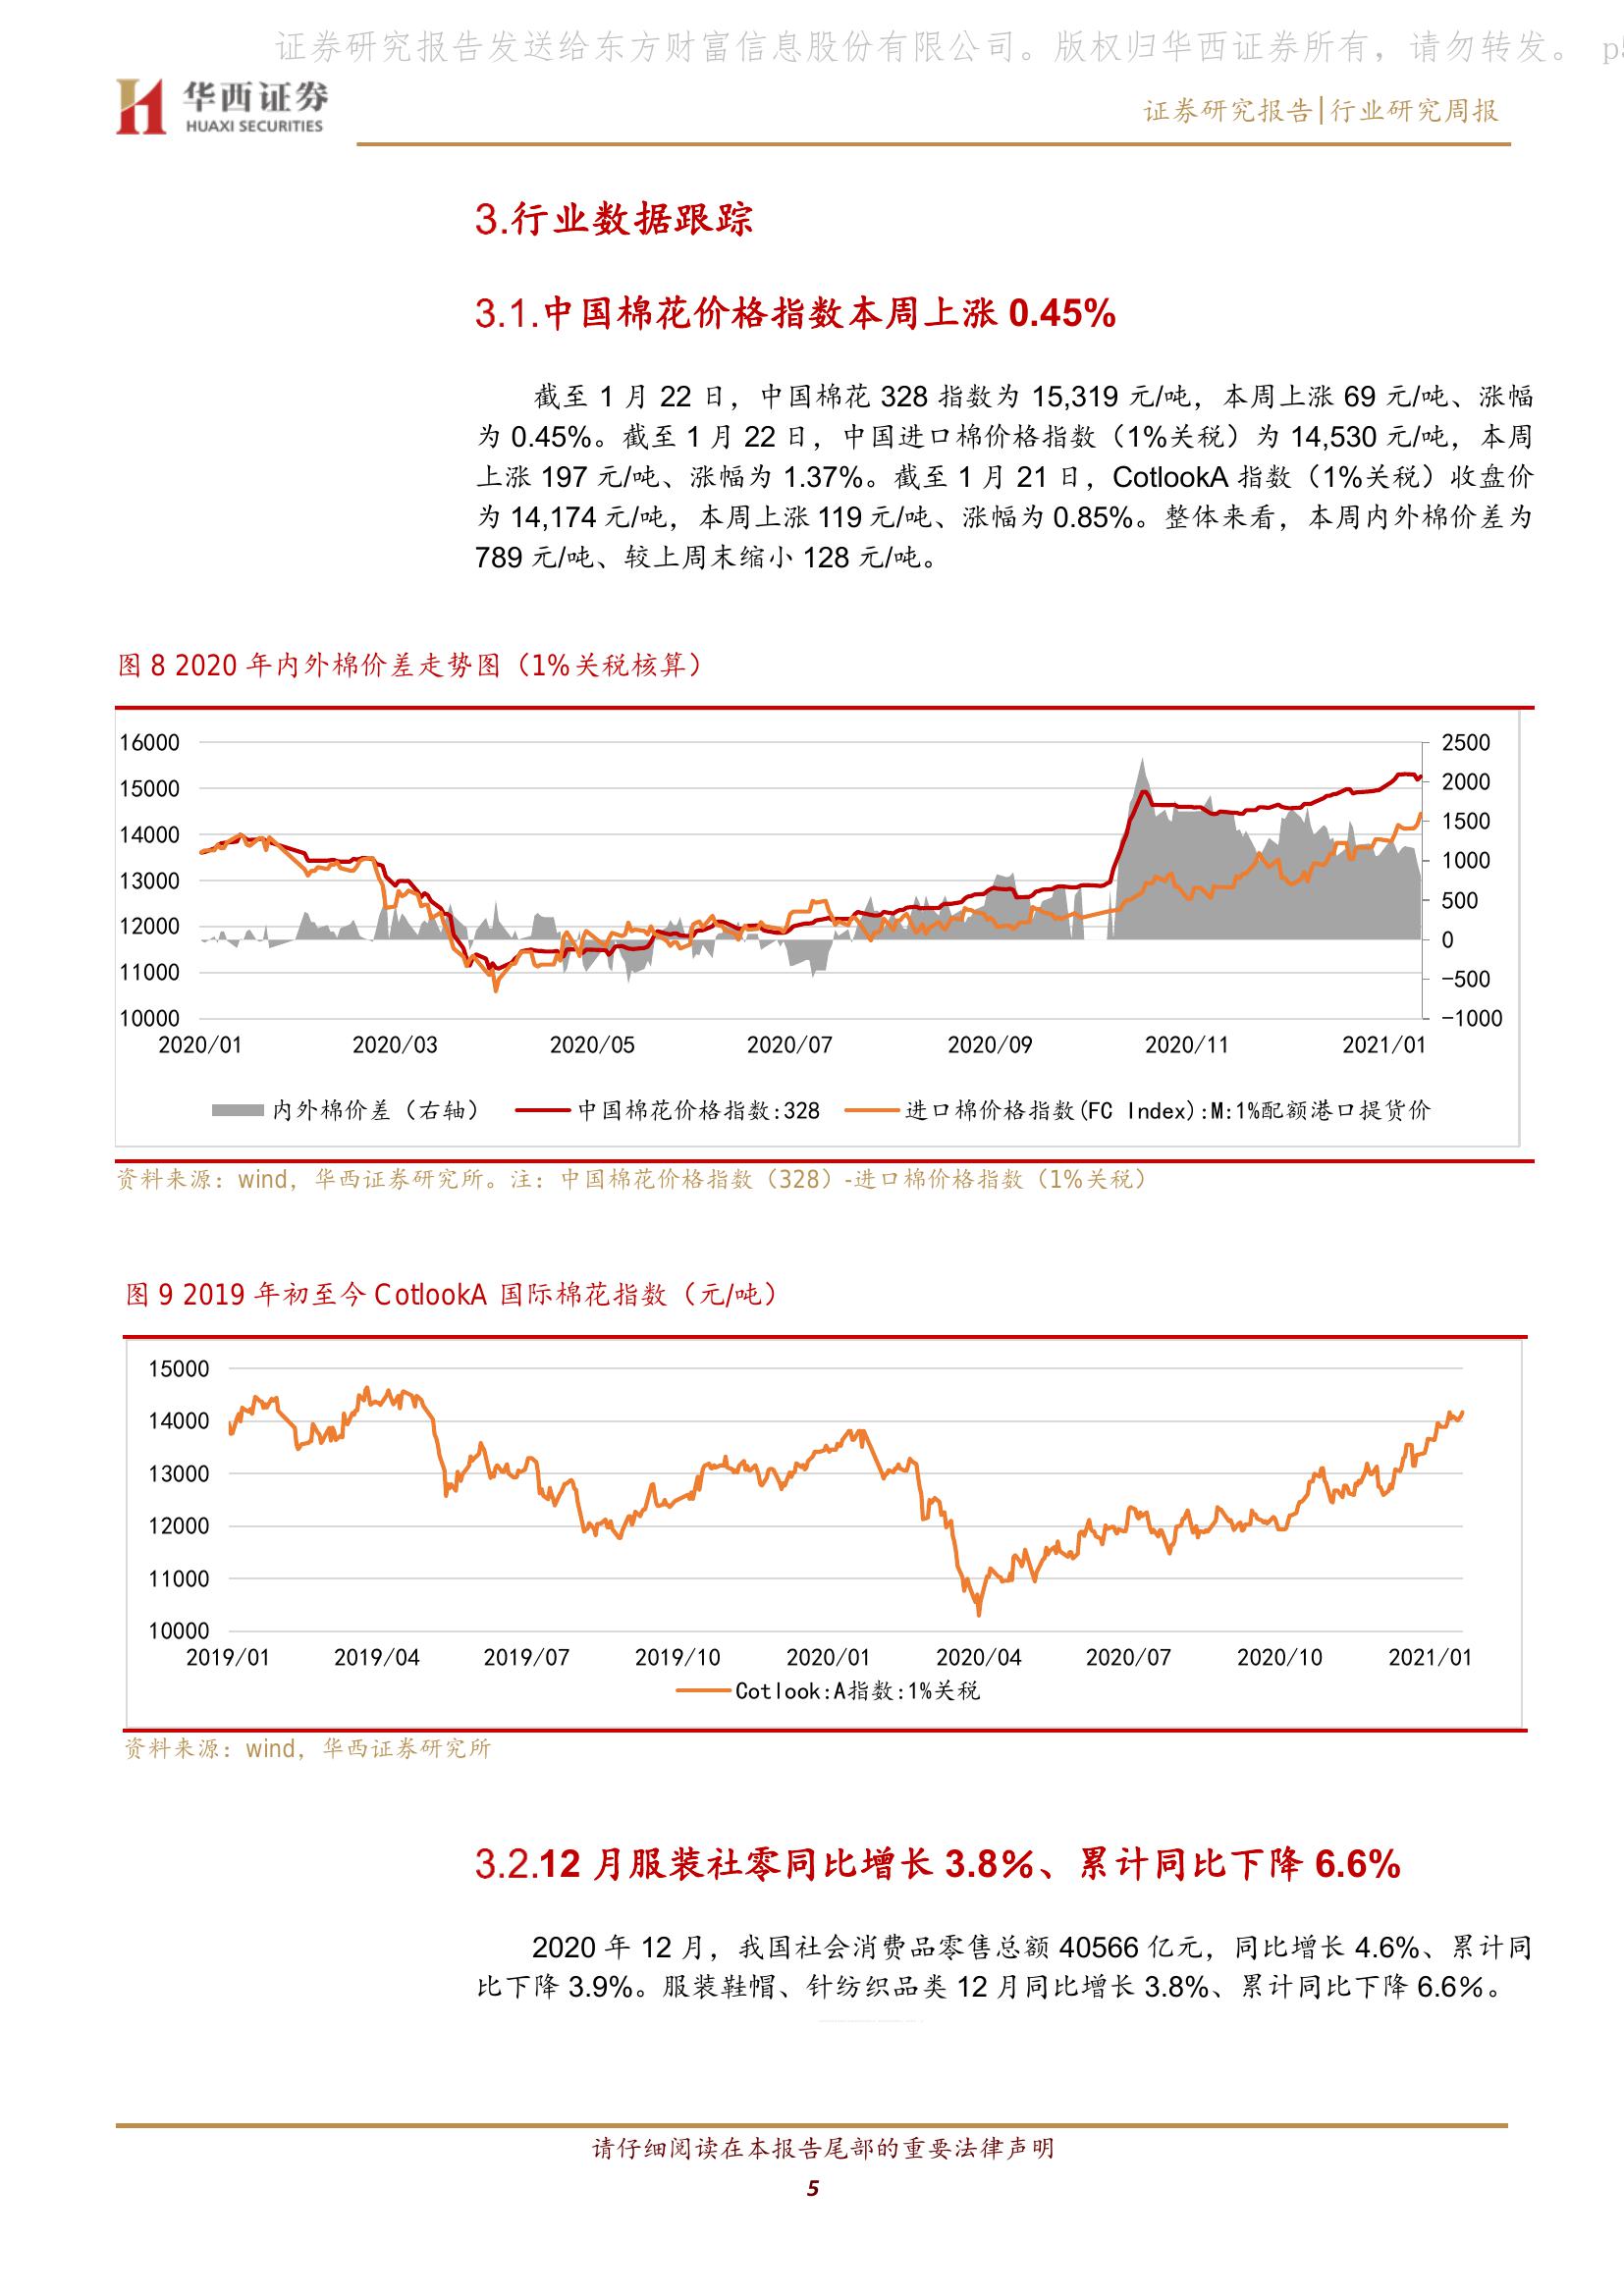 证券研究报告发送给东方财富信息股份有限公司。版权归华西证券所有，请勿转发。 p5
华西证券
HUAXI SECURITIES
证券研究报告|行业研究周报
3.行业数据跟踪
3.1.中国棉花价格指数本周上涨 0.45%
截至 1 月 22 日，中国棉花 328 指数为 15,319 元/吨，本周上涨 69 元/吨、涨幅
为 0.45%。截至 1 月 22 日，中国进口棉价格指数（1%关税）为 14,530 元/吨，本周
上涨 197 元/吨、涨幅为 1.37%。截至 1 月 21 日，CotlookA 指数（1%关税）收盘价
为 14,174 元/吨，本周上涨 119 元/吨、涨幅为 0.85%。整体来看，本周内外棉价差为
789 元/吨、较上周末缩小 128 元/吨。
图 8 2020 年内外棉价差走势图（1%关税核算）
16000 2500
15000 2000
14000 1500
13000 1000
12000 500
11000 0
10000 −500
−1000
2020/01 2020/03 2020/05 2020/07 2020/09 2020/11 2021/01
内外棉价差（右轴） 中国棉花价格指数:328 进口棉价格指数(FC Index):M:1%配额港口提货价
资料来源：wind，华西证券研究所。注：中国棉花价格指数（328）-进口棉价格指数（1%关税）
图 9 2019 年初至今 CotlookA 国际棉花指数（元/吨）
15000
14000
13000
12000
11000
10000
2019/01 2019/04 2019/07 2019/10 2020/01 2020/04 2020/07 2020/10 2021/01
Cotlook:A指数:1%关税
资料来源：wind，华西证券研究所
3.2.12 月服装社零同比增长 3.8%、累计同比下降 6.6%
2020 年 12 月，我国社会消费品零售总额 40566 亿元，同比增长 4.6%、累计同
比下降 3.9%。服装鞋帽、针纺织品类 12 月同比增长 3.8%、累计同比下降 6.6%。
请仔细阅读在本报告尾部的重要法律声明
5